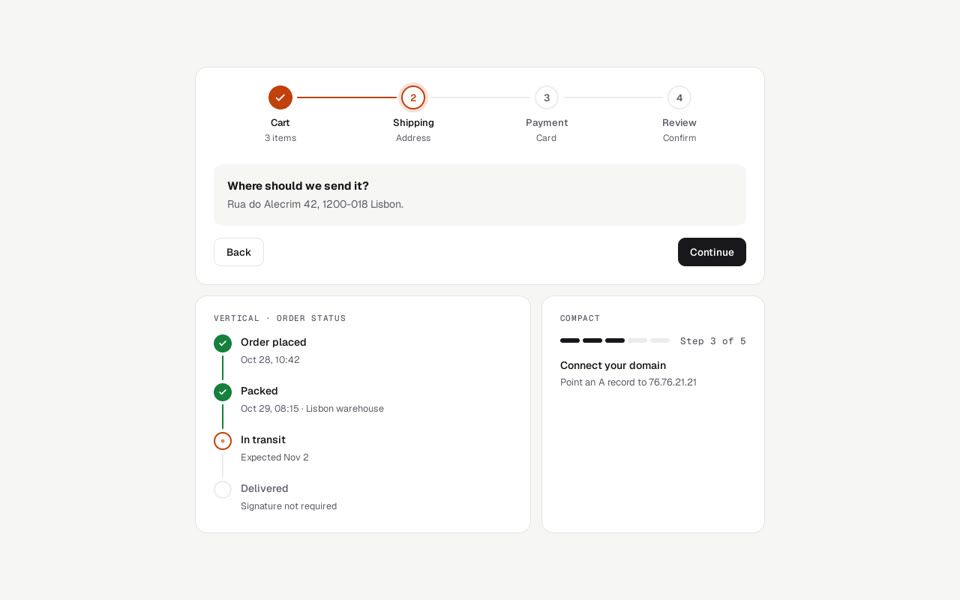 2
3
4
Cart
Shipping
Payment
Review
3 items
Address
Card
Confirm
Where should we send it?
Rua do Alecrim 42, 1200-018 Lisbon.
Back
Continue
VERTICAL · ORDER STATUS
Order placed
Oct 28, 10:42
Packed
Oct 29, 08:15 · Lisbon warehouse
In transit
Expected Nov 2
Delivered
Signature not required
COMPACT
Step 3 of 5
Connect your domain
Point an A record to 76.76.21.21